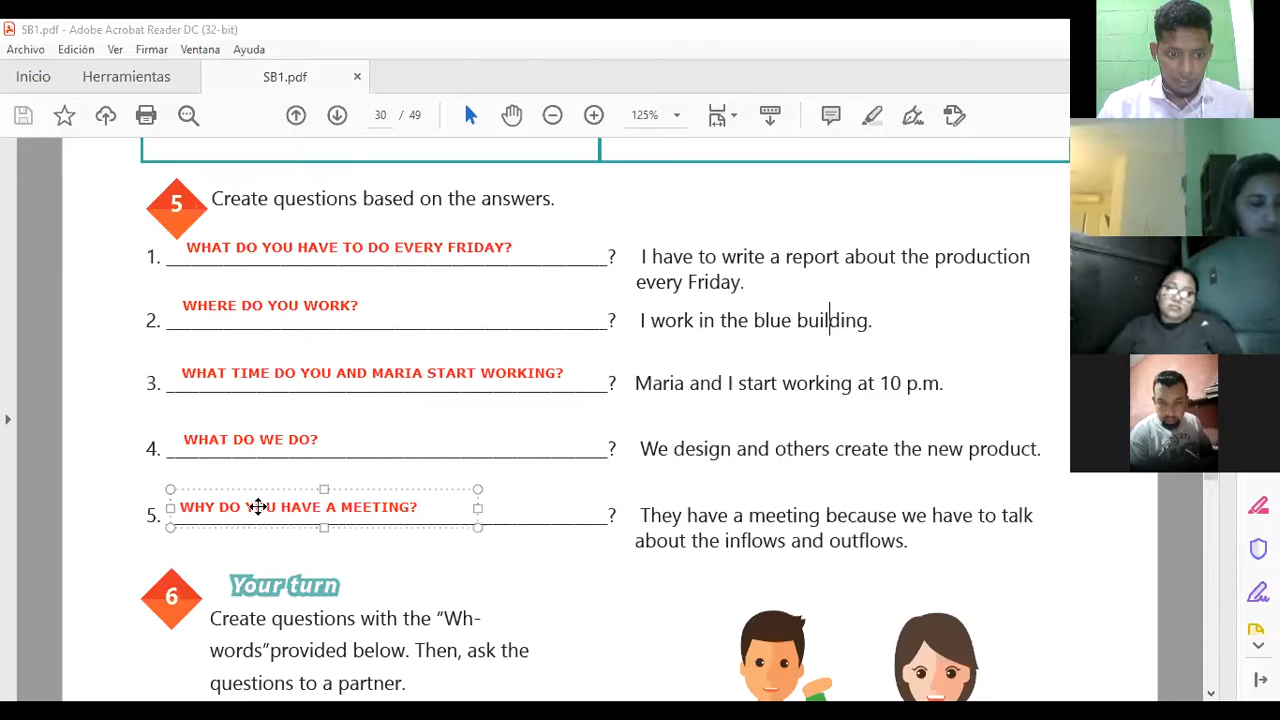 SB1.pdf - Adobe Acrobat Reader DC (32-bit)
Archivo Edición Ver Firmar Ventana Ayuda
Inicio Herramientas SB1.pdf ×
30 / 49 125%
5 Create questions based on the answers.
WHAT DO YOU HAVE TO DO EVERY FRIDAY?
1. ? I have to write a report about the production
every Friday.
WHERE DO YOU WORK?
2. ? I work in the blue building.
WHAT TIME DO YOU AND MARIA START WORKING?
3. ? Maria and I start working at 10 p.m.
WHAT DO WE DO?
4. ? We design and others create the new product.
WHY DO YOU HAVE A MEETING?
5. ? They have a meeting because we have to talk
about the inflows and outflows.
6 Your turn
Create questions with the “Wh-
words”provided below. Then, ask the
questions to a partner.